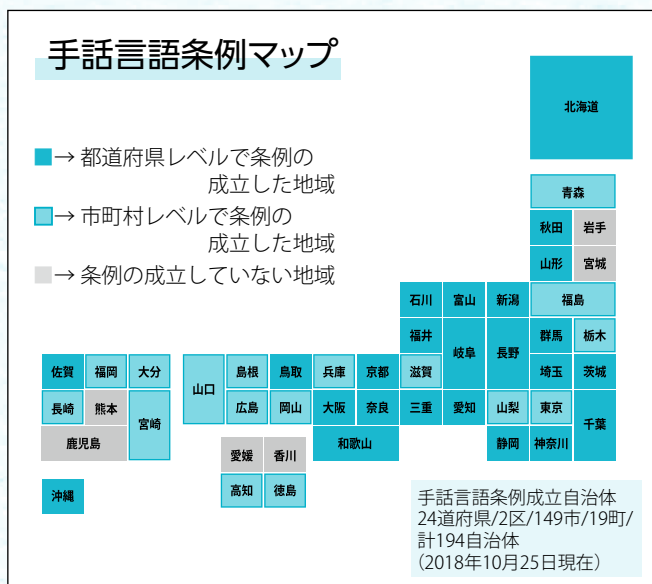 手話言語条例マップ
■→ 都道府県レベルで条例の
成立した地域
■→ 市町村レベルで条例の
成立した地域
■→ 条例の成立していない地域
北海道
青森
秋田 岩手
山形 宮城
石川 富山 新潟 福島
福井 岐阜 長野 群馬 栃木
佐賀 福岡 大分 山口 島根 鳥取 兵庫 京都 滋賀 埼玉 茨城
長崎 熊本 宮崎 広島 岡山 大阪 奈良 三重 愛知 山梨 東京 千葉
鹿児島 和歌山 静岡 神奈川
愛媛 香川
沖縄 高知 徳島
手話言語条例成立自治体
24道府県/2区/149市/19町/
計194自治体
（2018年10月25日現在）